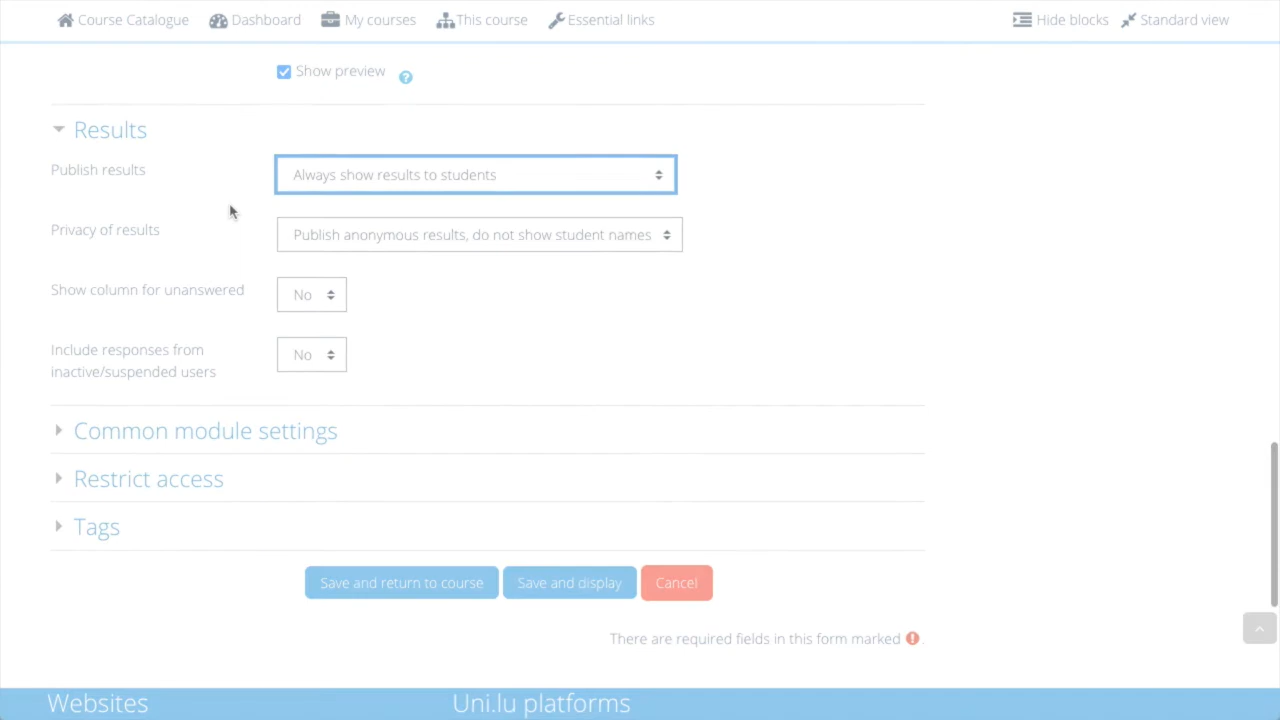 Course Catalogue Dashboard My courses This course Essential links Hide blocks Standard view
Show preview ?
Results
Publish results Always show results to students
Privacy of results Publish anonymous results, do not show student names
Show column for unanswered No
Include responses from
inactive/suspended users No
Common module settings
Restrict access
Tags
Save and return to course Save and display Cancel
There are required fields in this form marked !
Websites Uni.lu platforms